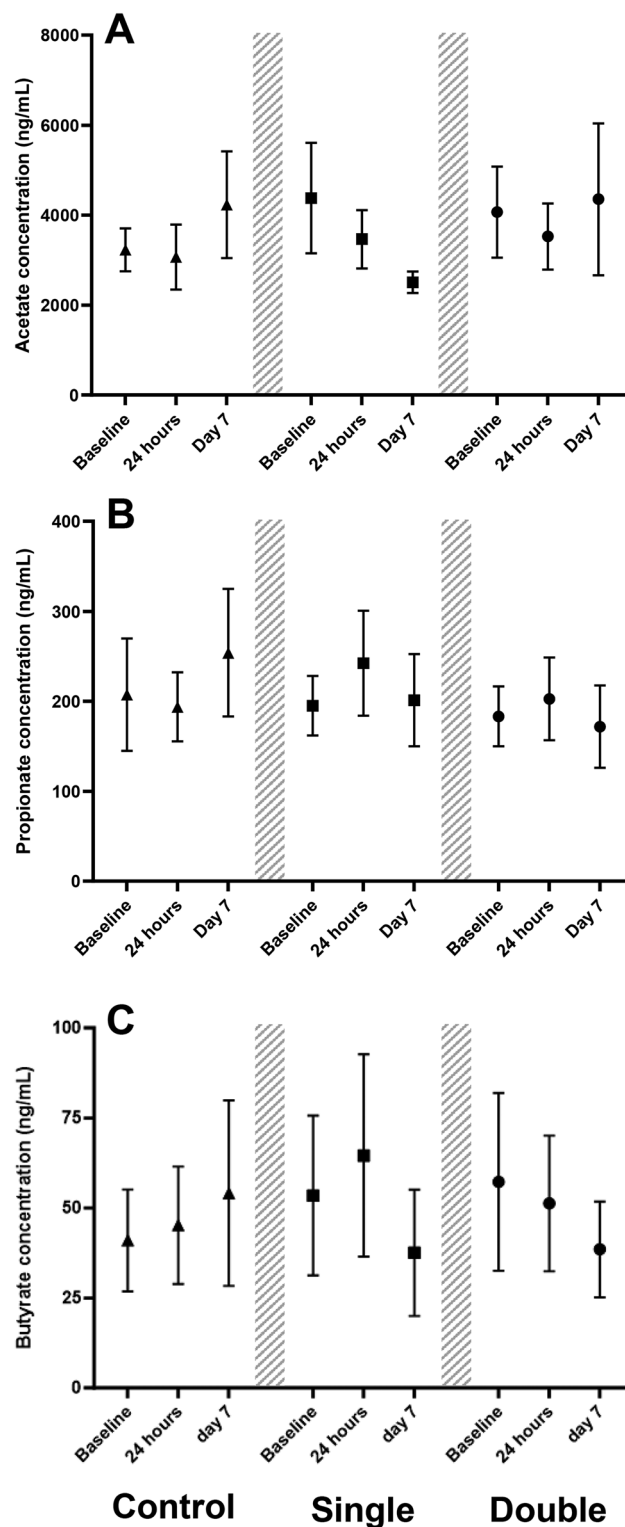 A
Acetate concentration (ng/mL)
8000
6000
4000
2000
0
Baseline
24 hours
Day 7
Baseline
24 hours
Day 7
Baseline
24 hours
Day 7
B
Propionate concentration (ng/mL)
400
300
200
100
0
Baseline
24 hours
Day 7
Baseline
24 hours
Day 7
Baseline
24 hours
Day 7
C
Butyrate concentration (ng/mL)
100
75
50
25
0
Baseline
24 hours
day 7
Baseline
24 hours
day 7
Baseline
24 hours
day 7
Control
Single
Double